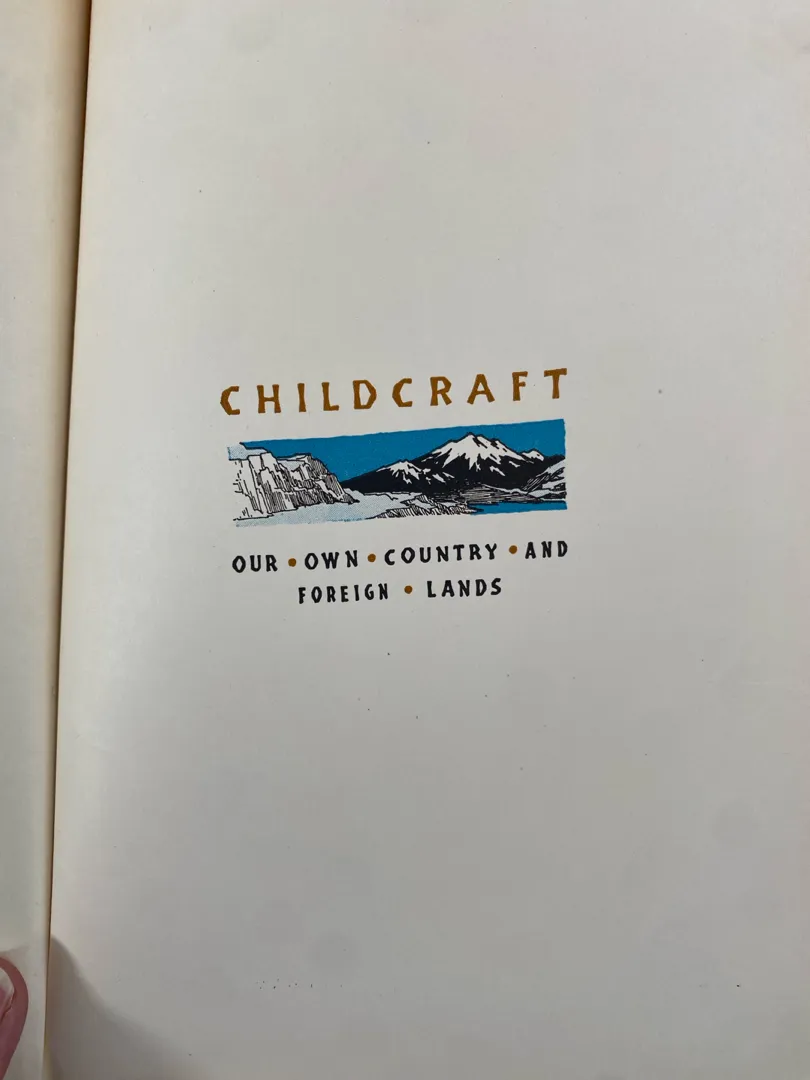 CHILDCRAFT
OUR • OWN • COUNTRY • AND
FOREIGN • LANDS